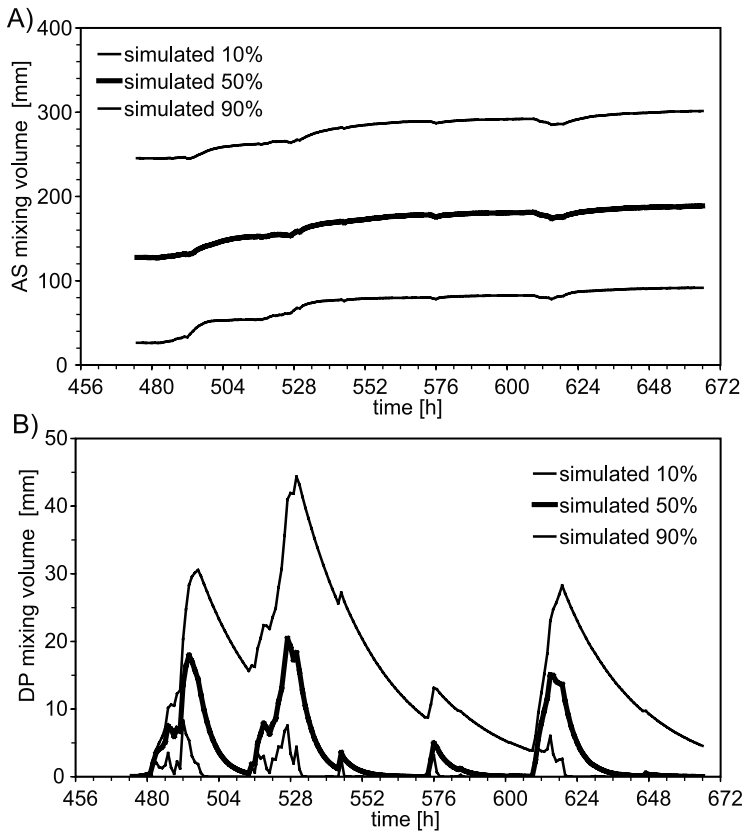 A)
AS mixing volume [mm]
400
300
200
100
0
simulated 10%
simulated 50%
simulated 90%
456 480 504 528 552 576 600 624 648 672
time [h]
B)
DP mixing volume [mm]
50
40
30
20
10
0
simulated 10%
simulated 50%
simulated 90%
456 480 504 528 552 576 600 624 648 672
time [h]